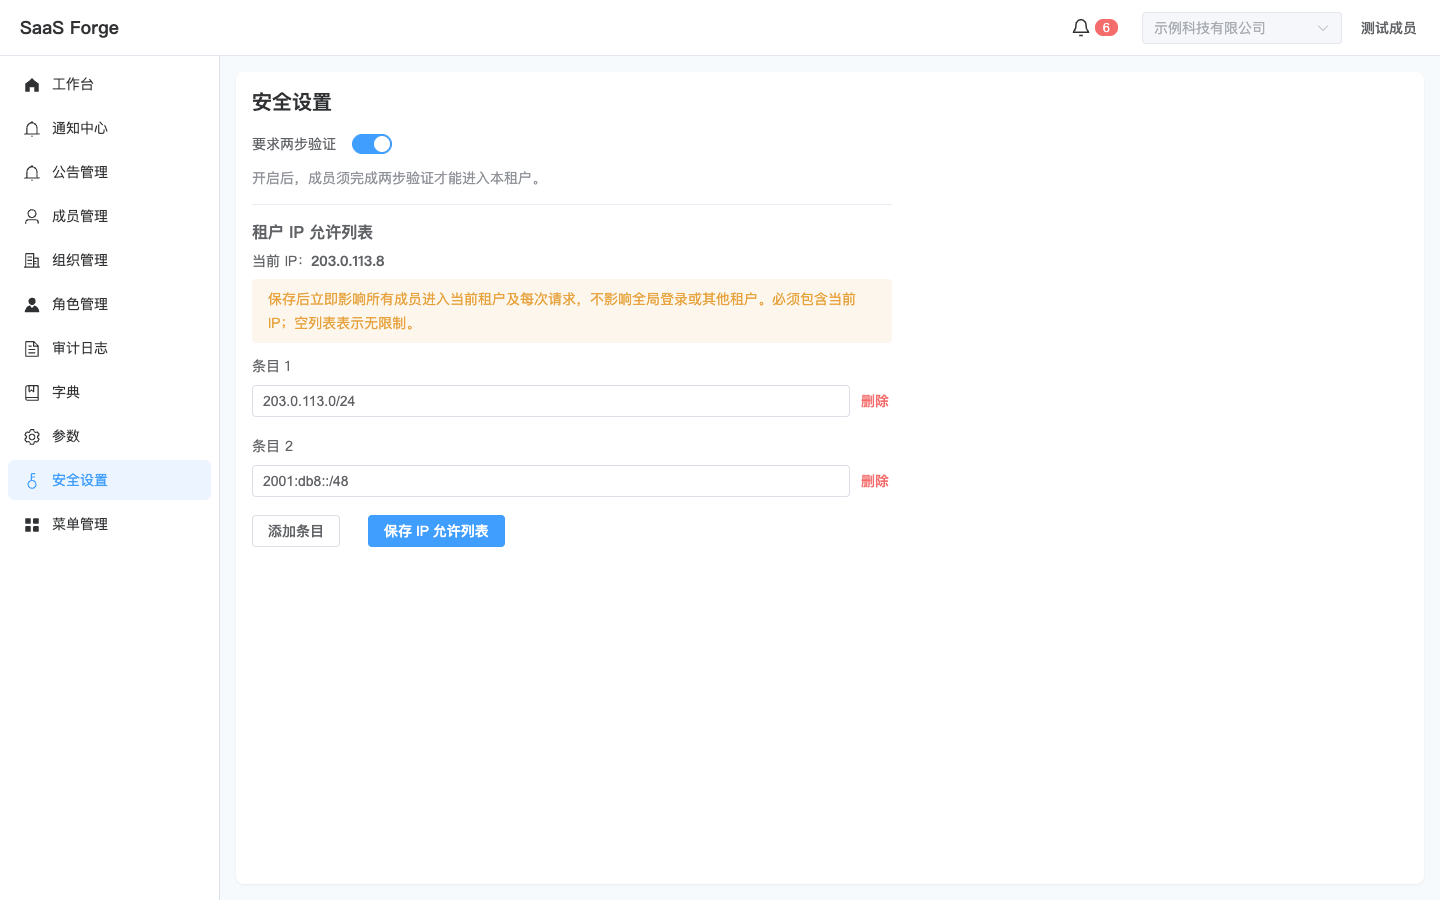 SaaS Forge
6
示例科技有限公司
测试成员
工作台
通知中心
公告管理
成员管理
组织管理
角色管理
审计日志
字典
参数
安全设置
菜单管理
安全设置
要求两步验证
开启后，成员须完成两步验证才能进入本租户。
租户 IP 允许列表
当前 IP：203.0.113.8
保存后立即影响所有成员进入当前租户及每次请求，不影响全局登录或其他租户。必须包含当前
IP；空列表表示无限制。
条目 1
203.0.113.0/24 删除
条目 2
2001:db8::/48 删除
添加条目 保存 IP 允许列表